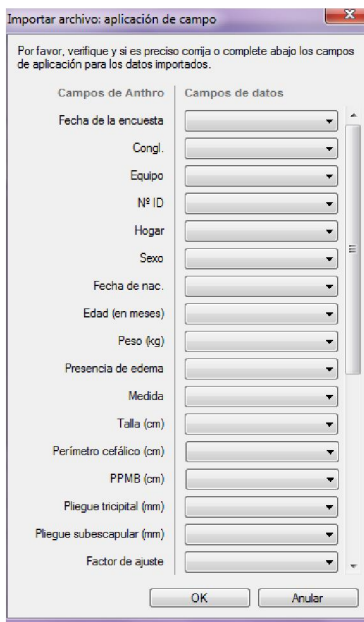 Importar archivo: aplicación de campo
Por favor, verifique y si es preciso corrija o complete abajo los campos
de aplicación para los datos importados.
Campos de Anthro Campos de datos
Fecha de la encuesta
Congl.
Equipo
Nº ID
Hogar
Sexo
Fecha de nac.
Edad (en meses)
Peso (kg)
Presencia de edema
Medida
Talla (cm)
Perímetro cefálico (cm)
PPMB (cm)
Pliegue tricipital (mm)
Pliegue subescapular (mm)
Factor de ajuste
OK Anular